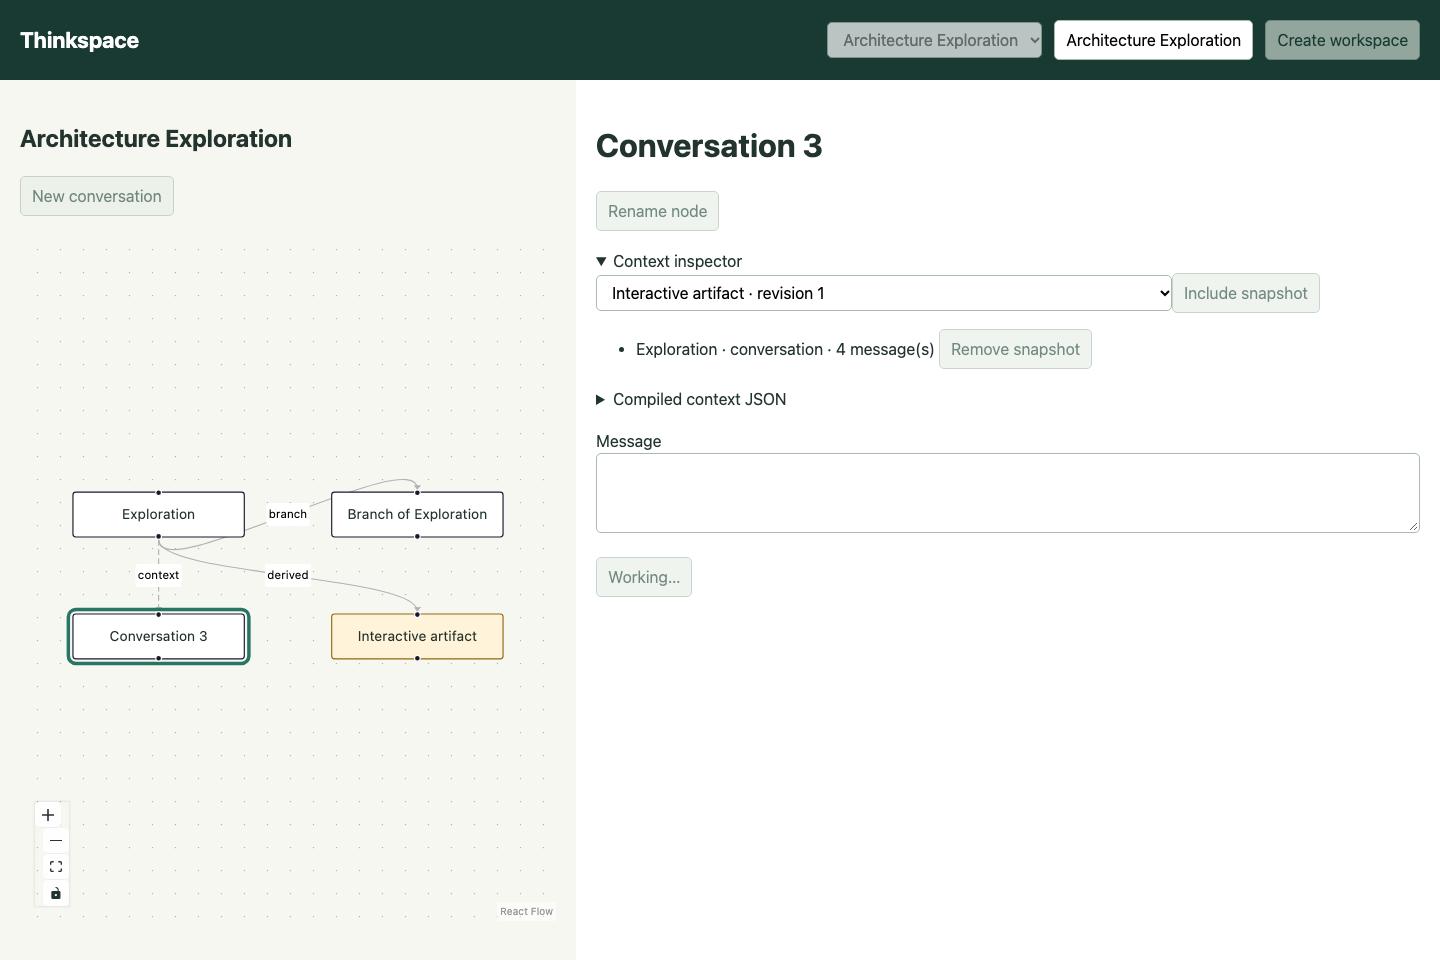 Thinkspace
Architecture Exploration
Architecture Exploration
Create workspace
Architecture Exploration
New conversation
Exploration
branch
Branch of Exploration
context
derived
Conversation 3
Interactive artifact
React Flow
Conversation 3
Rename node
Context inspector
Interactive artifact · revision 1
Include snapshot
Exploration · conversation · 4 message(s)
Remove snapshot
Compiled context JSON
Message
Working...